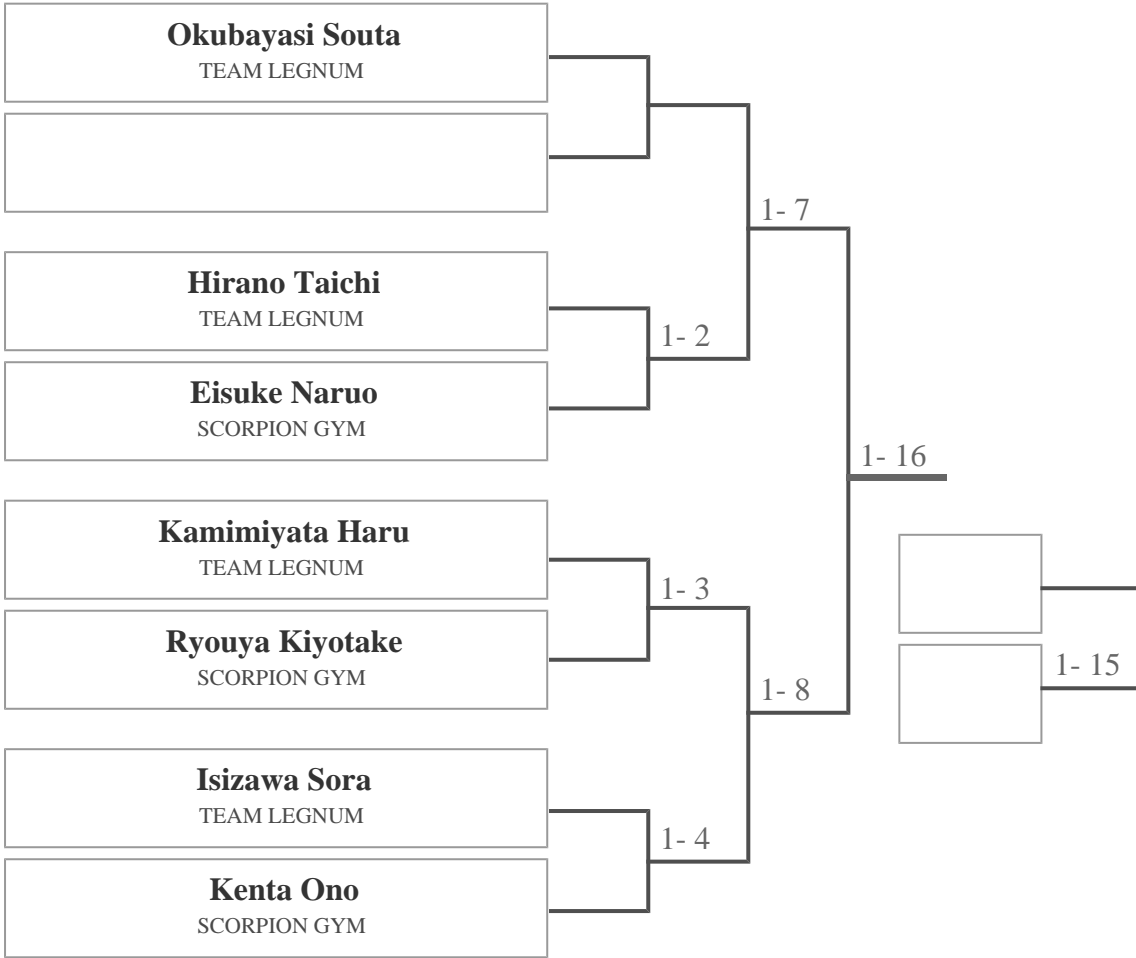 Okubayasi Souta
TEAM LEGNUM
1- 7
Hirano Taichi
TEAM LEGNUM
1- 2
Eisuke Naruo
SCORPION GYM
1- 16
Kamimiyata Haru
TEAM LEGNUM
1- 3
Ryouya Kiyotake
SCORPION GYM
1- 15
1- 8
Isizawa Sora
TEAM LEGNUM
1- 4
Kenta Ono
SCORPION GYM